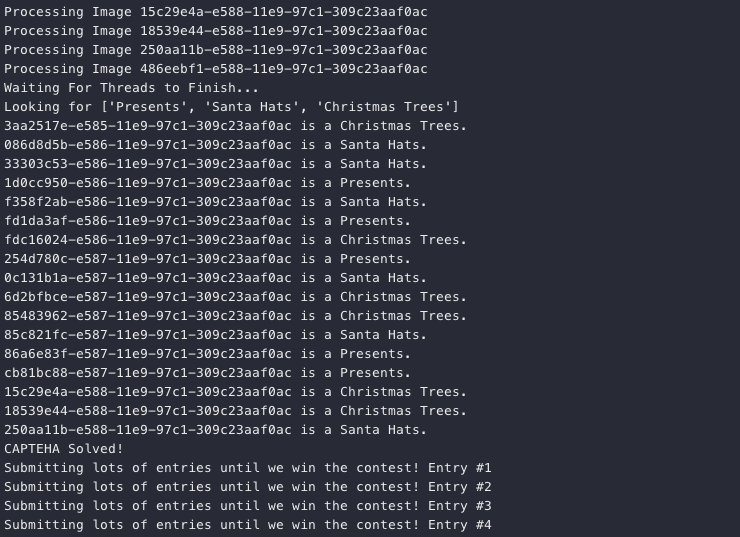 Processing Image 15c29e4a-e588-11e9-97c1-309c23aaf0ac
Processing Image 18539e44-e588-11e9-97c1-309c23aaf0ac
Processing Image 250aa11b-e588-11e9-97c1-309c23aaf0ac
Processing Image 486eebf1-e588-11e9-97c1-309c23aaf0ac
Waiting For Threads to Finish...
Looking for ['Presents', 'Santa Hats', 'Christmas Trees']
3aa2517e-e585-11e9-97c1-309c23aaf0ac is a Christmas Trees.
086d8d5b-e586-11e9-97c1-309c23aaf0ac is a Santa Hats.
33303c53-e586-11e9-97c1-309c23aaf0ac is a Santa Hats.
1d0cc950-e586-11e9-97c1-309c23aaf0ac is a Presents.
f358f2ab-e586-11e9-97c1-309c23aaf0ac is a Santa Hats.
fd1da3af-e586-11e9-97c1-309c23aaf0ac is a Presents.
fdc16024-e586-11e9-97c1-309c23aaf0ac is a Christmas Trees.
254d780c-e587-11e9-97c1-309c23aaf0ac is a Presents.
0c131b1a-e587-11e9-97c1-309c23aaf0ac is a Santa Hats.
6d2bfbce-e587-11e9-97c1-309c23aaf0ac is a Christmas Trees.
85483962-e587-11e9-97c1-309c23aaf0ac is a Christmas Trees.
85c821fc-e587-11e9-97c1-309c23aaf0ac is a Santa Hats.
86a6e83f-e587-11e9-97c1-309c23aaf0ac is a Presents.
cb81bc88-e587-11e9-97c1-309c23aaf0ac is a Presents.
15c29e4a-e588-11e9-97c1-309c23aaf0ac is a Christmas Trees.
18539e44-e588-11e9-97c1-309c23aaf0ac is a Christmas Trees.
250aa11b-e588-11e9-97c1-309c23aaf0ac is a Santa Hats.
CAPTEHA Solved!
Submitting lots of entries until we win the contest! Entry #1
Submitting lots of entries until we win the contest! Entry #2
Submitting lots of entries until we win the contest! Entry #3
Submitting lots of entries until we win the contest! Entry #4